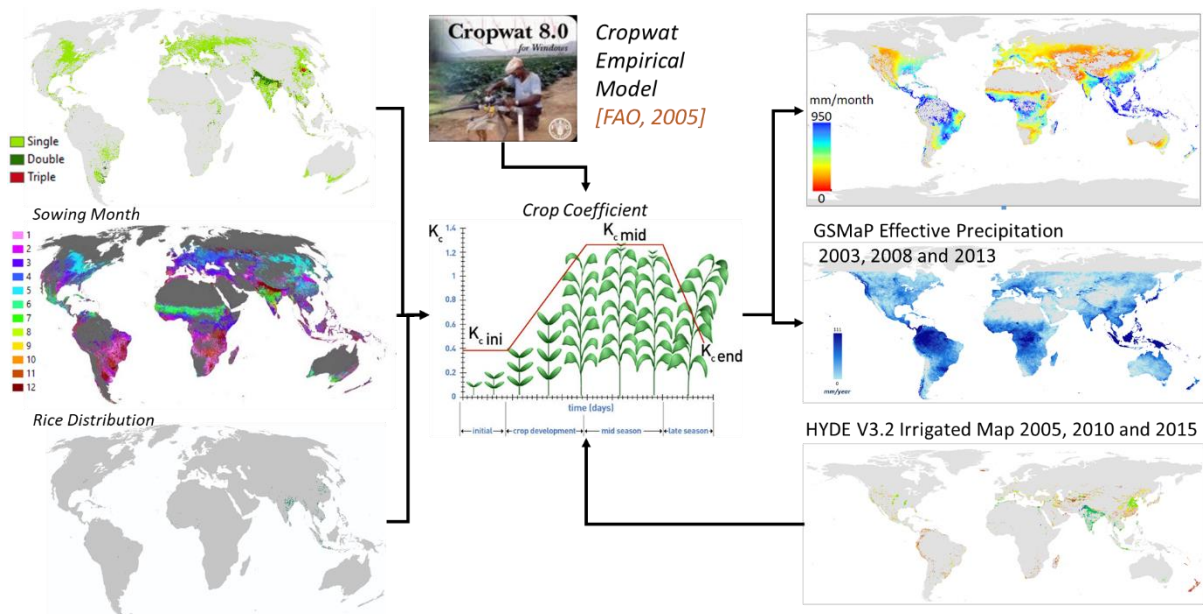 Single
Double
Triple
Sowing Month
1
2
3
4
5
6
7
8
9
10
11
12
Rice Distribution
Cropwat 8.0
for Windows
Cropwat
Empirical
Model
[FAO, 2005]
Crop Coefficient
Kc
1.4
1.2
1.0
0.8
0.6
0.4
0.2
0
Kc ini
Kc mid
Kc end
time [days]
initial
crop development
mid season
late season
mm/month
950
0
GSMaP Effective Precipitation
2003, 2008 and 2013
0
mm/year
HYDE V3.2 Irrigated Map 2005, 2010 and 2015